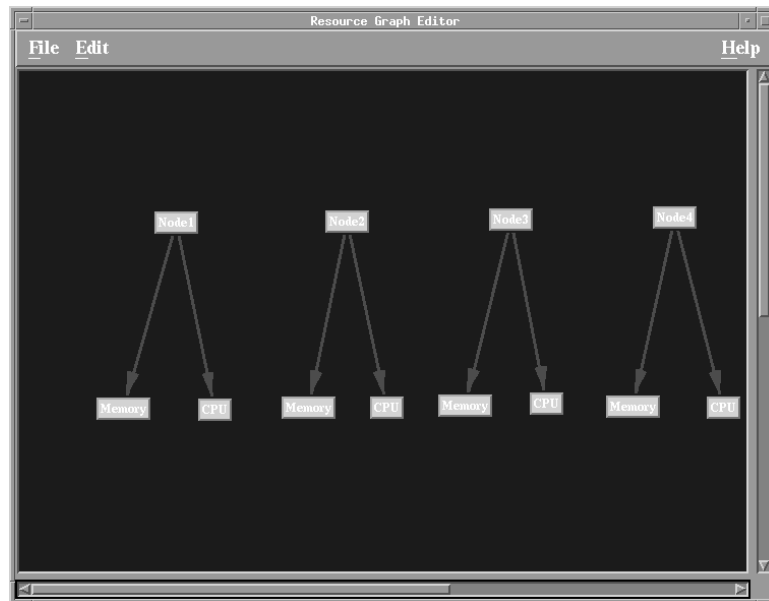 Resource Graph Editor
File Edit Help
Node1 Node2 Node3 Node4
Memory CPU Memory CPU Memory CPU Memory CPU